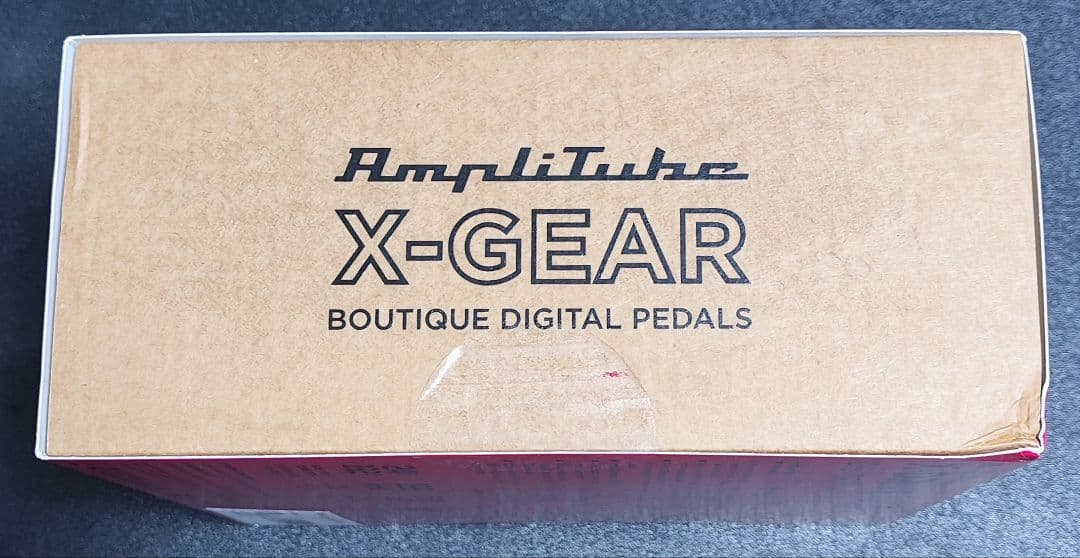 AmpliTube
X-GEAR
BOUTIQUE DIGITAL PEDALS